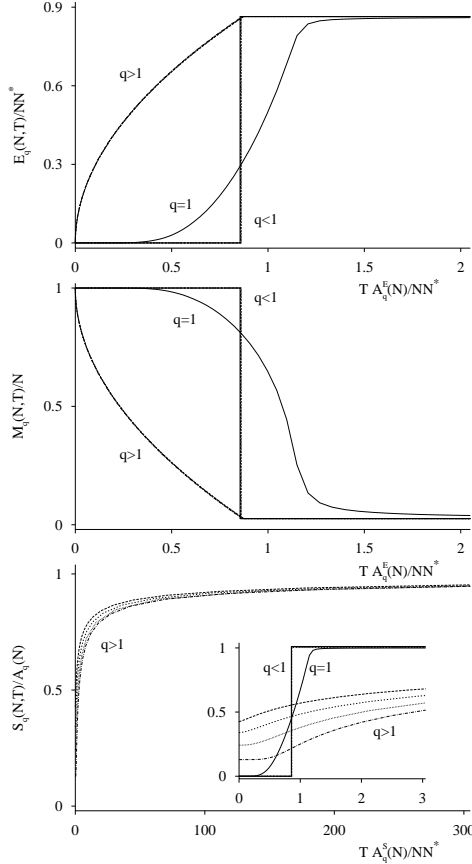 0.9
0.6
0.3
0
E_q(N,T)/NN*
q>1
q=1
q<1
0 0.5 1 1.5 2
T A_q^E(N)/NN*
1
0.5
0
M_q(N,T)/N
q<1
q=1
q>1
0 0.5 1 1.5 2
T A_q^E(N)/NN*
1
0.5
0
S_q(N,T)/A_q(N)
q>1
1
0.5
0
q<1 q=1
q>1
0 1 2 3
0 100 200 300
T A_q^S(N)/NN*